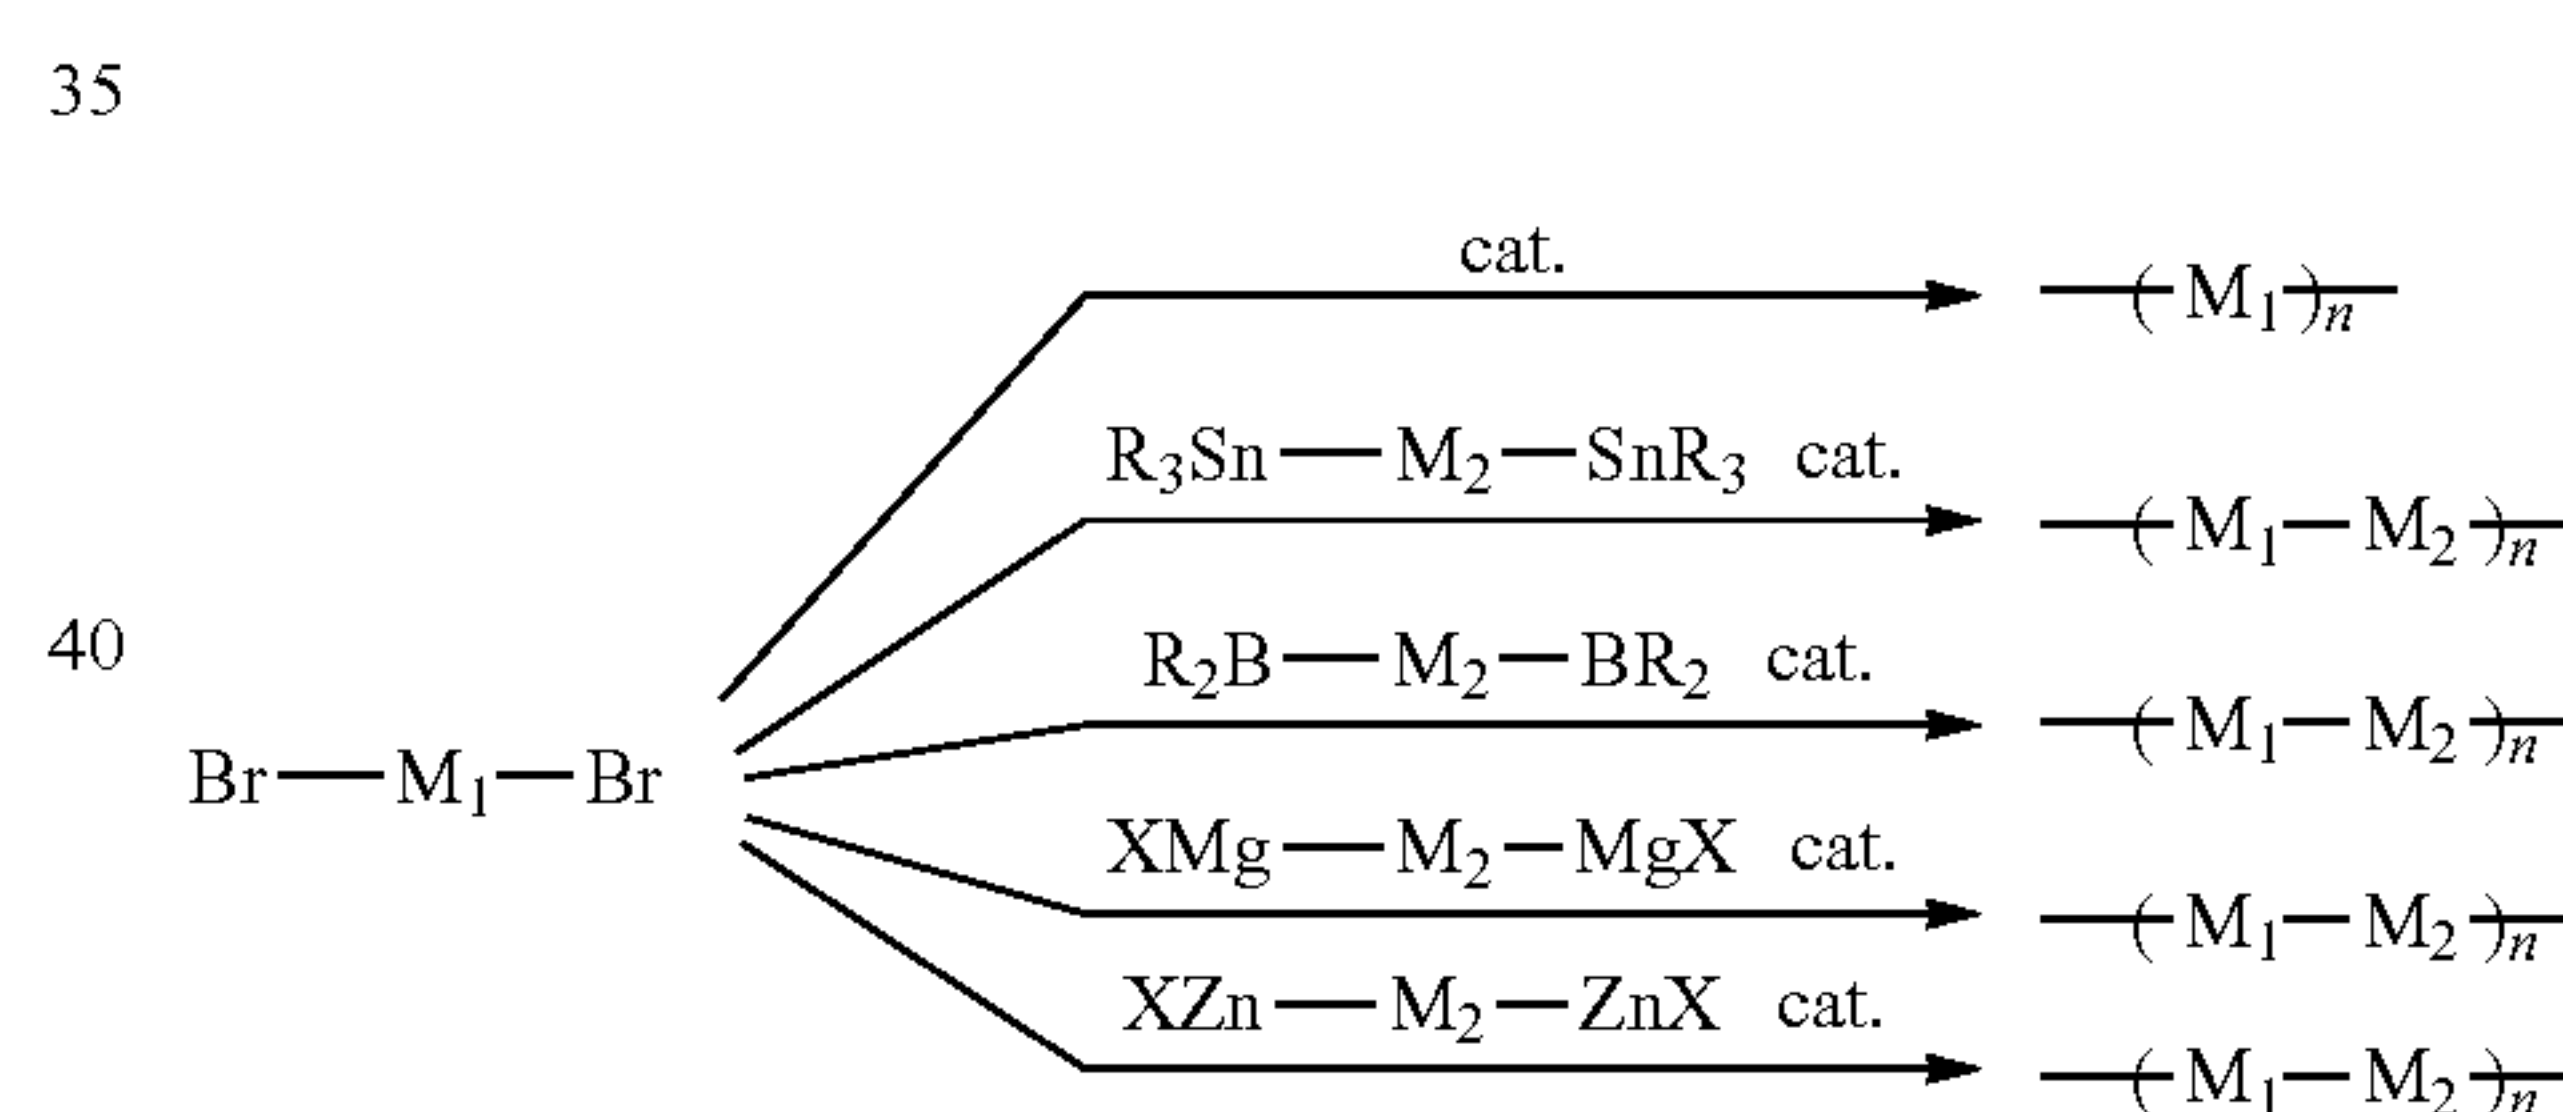 35
cat.
—( M₁ )ₙ—
R₃Sn — M₂ — SnR₃ cat.
—( M₁ — M₂ )ₙ—
40
R₂B — M₂ — BR₂ cat.
—( M₁ — M₂ )ₙ—
Br — M₁ — Br
XMg — M₂ — MgX cat.
—( M₁ — M₂ )ₙ—
XZn — M₂ — ZnX cat.
—( M₁ — M₂ )ₙ—